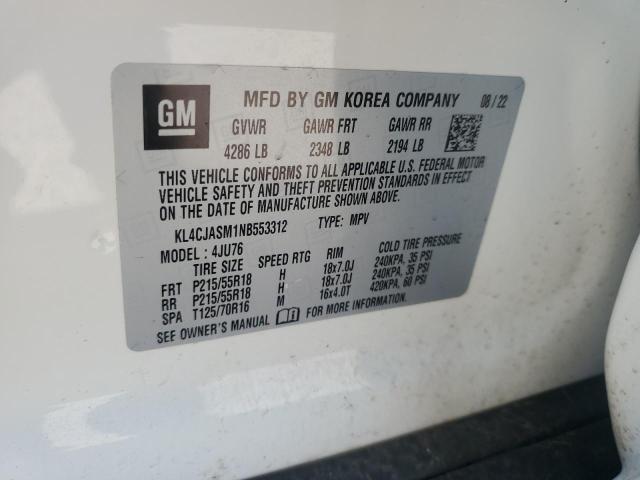 GM MFD BY GM KOREA COMPANY 08/22
GVWR GAWR FRT GAWR RR
4286 LB 2348 LB 2194 LB
THIS VEHICLE CONFORMS TO ALL APPLICABLE U.S. FEDERAL MOTOR
VEHICLE SAFETY AND THEFT PREVENTION STANDARDS IN EFFECT
ON THE DATE OF MANUFACTURE SHOWN ABOVE.
KL4CJASM1NB553312 TYPE: MPV
MODEL: 4JU76
TIRE SIZE SPEED RTG RIM COLD TIRE PRESSURE
FRT P215/55R18 H 18x7.0J 240KPA, 35 PSI
RR P215/55R18 H 18x7.0J 240KPA, 35 PSI
SPA T125/70R16 M 16x4.0T 420KPA, 60 PSI
SEE OWNER'S MANUAL FOR MORE INFORMATION.